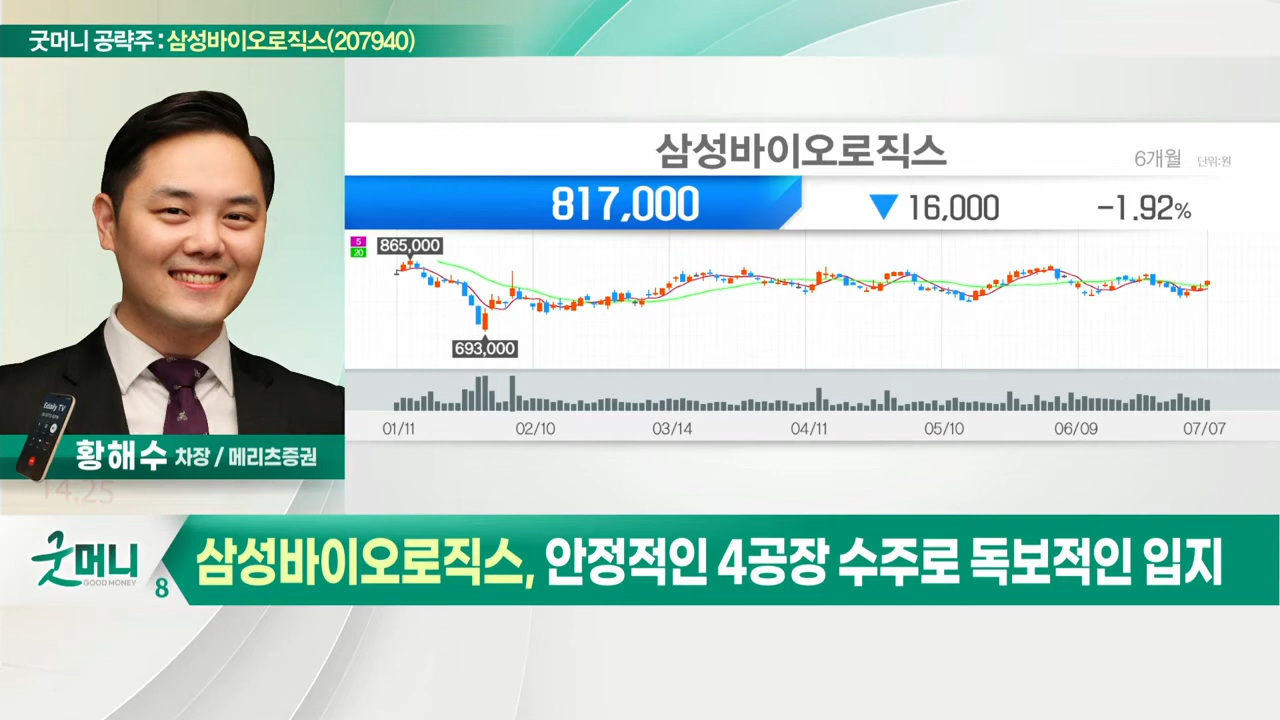 굿머니 공략주 : 삼성바이오로직스(207940)
삼성바이오로직스
6개월 단위:원
817,000 ▼ 16,000 -1.92%
5
20
865,000
693,000
01/11 02/10 03/14 04/11 05/10 06/09 07/07
Edaily TV
황해수 차장 / 메리츠증권
14.25
굿머니
GOOD MONEY
8
삼성바이오로직스, 안정적인 4공장 수주로 독보적인 입지